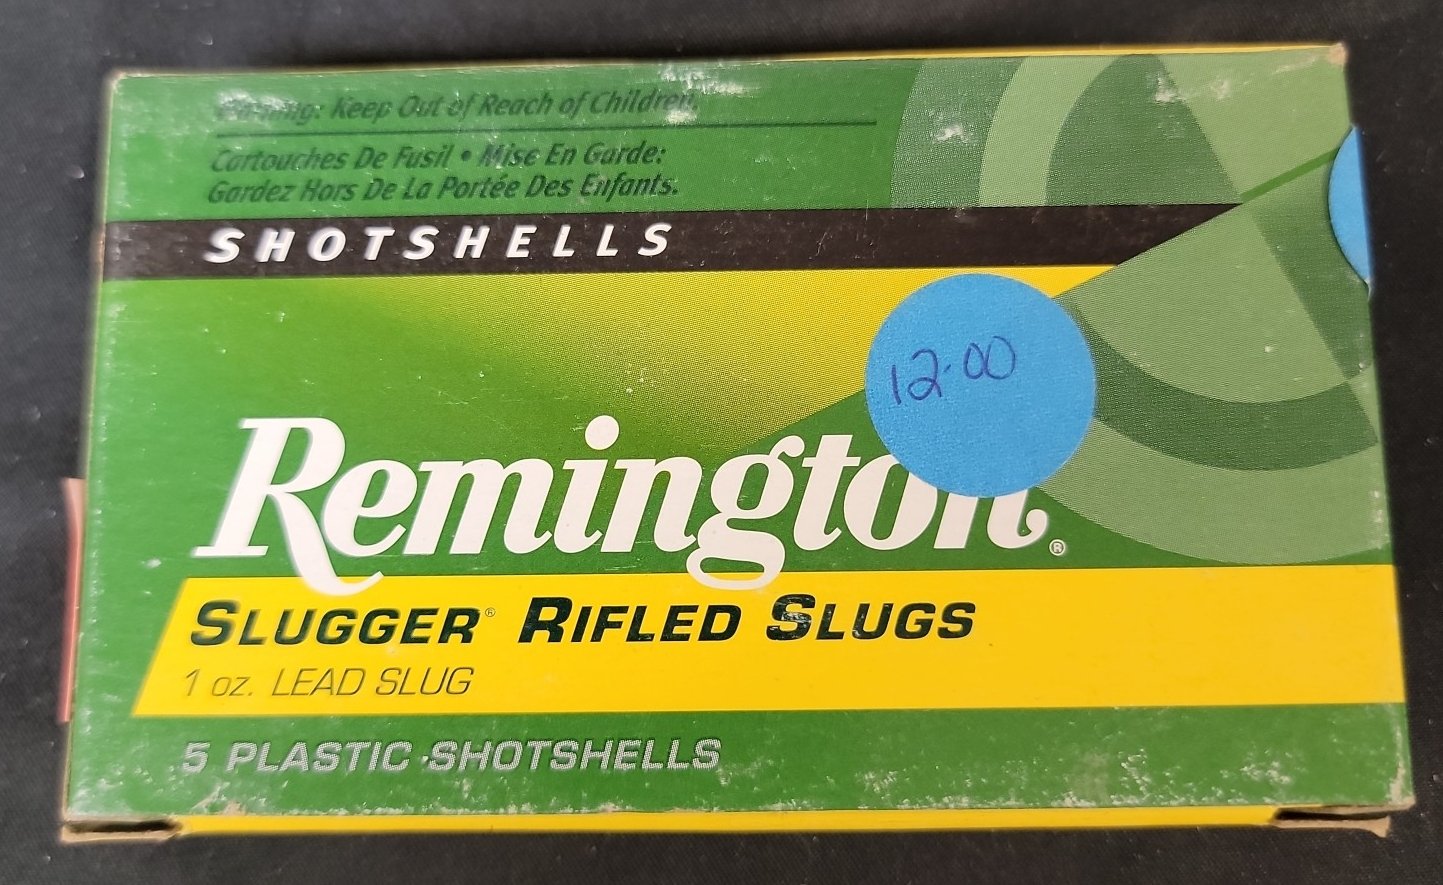 Warning: Keep Out of Reach of Children.
Cartouches De Fusil • Mise En Garde:
Gardez Hors De La Portée Des Enfants.
SHOTSHELLS
12.00
Remington®
SLUGGER® RIFLED SLUGS
1 oz. LEAD SLUG
5 PLASTIC SHOTSHELLS